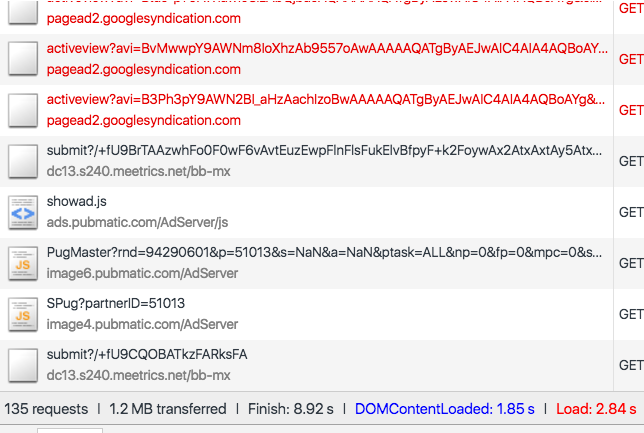 pagead2.googlesyndication.com
GET
activeview?avi=BvMwwpY9AWNm8loXhzAb9557oAwAAAAAQATgByAEJwAlC4AlA4AQBoAY...
GET
pagead2.googlesyndication.com
activeview?avi=B3Ph3pY9AWN2Bl_aHzAachlzoBwAAAAAQATgByAEJwAlC4AlA4AQBoAYg&...
GET
pagead2.googlesyndication.com
submit?/+fU9BrTAAzwhFo0F0wF6vAvtEuzEwpFlnFlsFukElvBfpyF+k2FoywAx2AtxAxtAy5Atx...
GET
dc13.s240.meetrics.net/bb-mx
showad.js
GET
ads.pubmatic.com/AdServer/js
PugMaster?rnd=94290601&p=51013&s=NaN&a=NaN&ptask=ALL&np=0&fp=0&mpc=0&s...
GET
image6.pubmatic.com/AdServer
SPug?partnerID=51013
GET
image4.pubmatic.com/AdServer
submit?/+fU9CQOBATkzFARksFA
GET
dc13.s240.meetrics.net/bb-mx
135 requests | 1.2 MB transferred | Finish: 8.92 s | DOMContentLoaded: 1.85 s | Load: 2.84 s